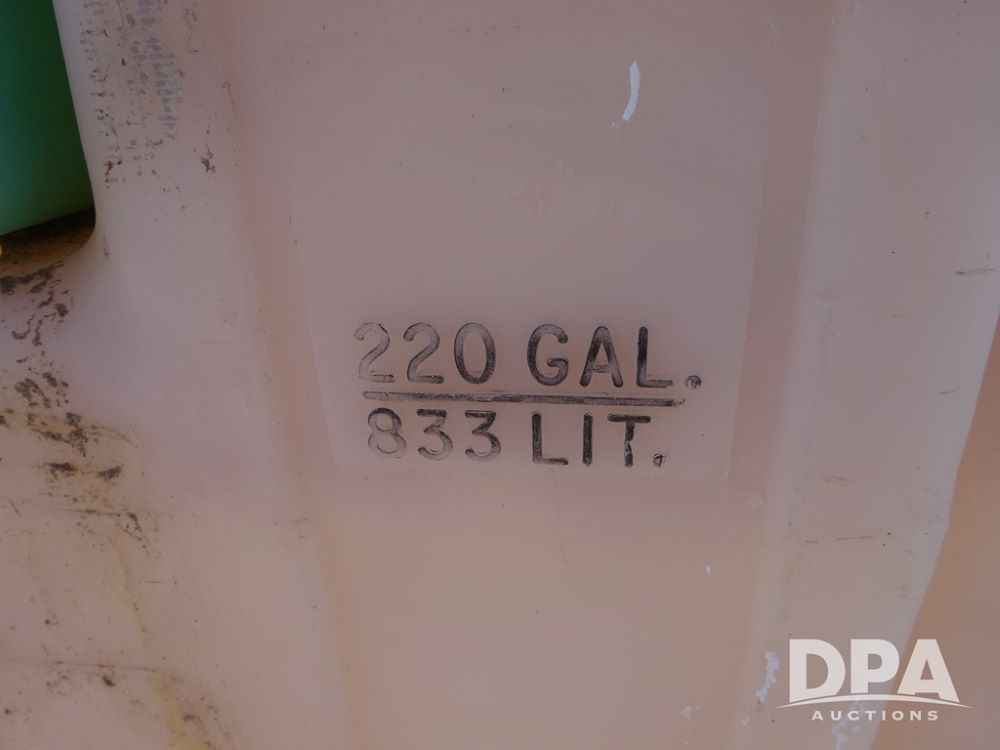 220 GAL.
833 LIT.
DPA
AUCTIONS